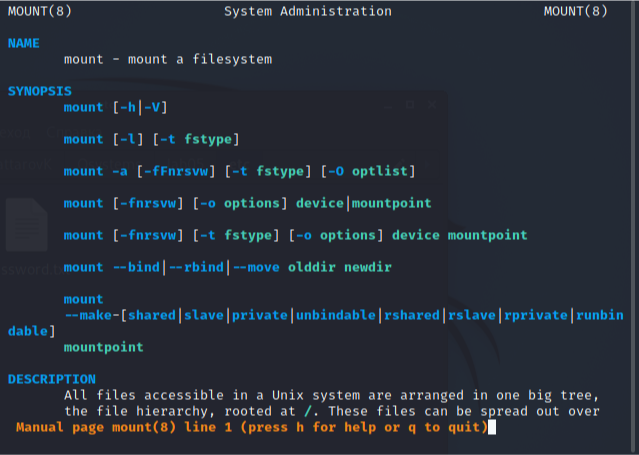 MOUNT(8) System Administration MOUNT(8)
NAME
mount - mount a filesystem
SYNOPSIS
mount [-h|-V]
mount [-l] [-t fstype]
mount -a [-fFnrsvw] [-t fstype] [-O optlist]
mount [-fnrsvw] [-o options] device|mountpoint
mount [-fnrsvw] [-t fstype] [-o options] device mountpoint
mount --bind|--rbind|--move olddir newdir
mount
--make-[shared|slave|private|unbindable|rshared|rslave|rprivate|runbin
dable]
mountpoint
DESCRIPTION
All files accessible in a Unix system are arranged in one big tree,
the file hierarchy, rooted at /. These files can be spread out over
Manual page mount(8) line 1 (press h for help or q to quit)